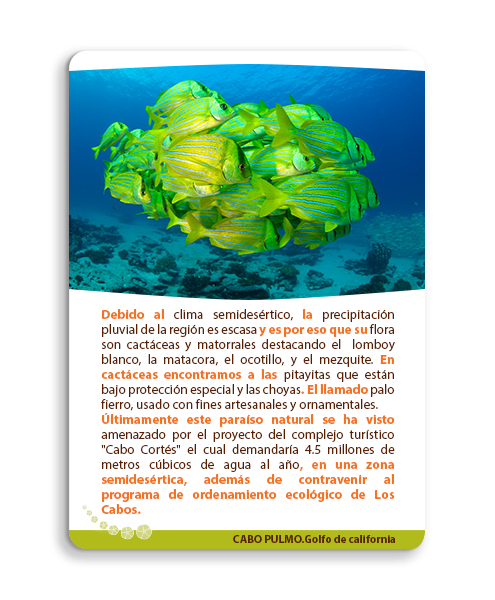 Debido al clima semidesértico, la precipitación
pluvial de la región es escasa y es por eso que su flora
son cactáceas y matorrales destacando el lomboy
blanco, la matacora, el ocotillo, y el mezquite. En
cactáceas encontramos a las pitayitas que están
bajo protección especial y las choyas. El llamado palo
fierro, usado con fines artesanales y ornamentales.
Últimamente este paraíso natural se ha visto
amenazado por el proyecto del complejo turístico
"Cabo Cortés" el cual demandaría 4.5 millones de
metros cúbicos de agua al año, en una zona
semidesértica, además de contravenir al
programa de ordenamiento ecológico de Los
Cabos.
CABO PULMO.Golfo de california